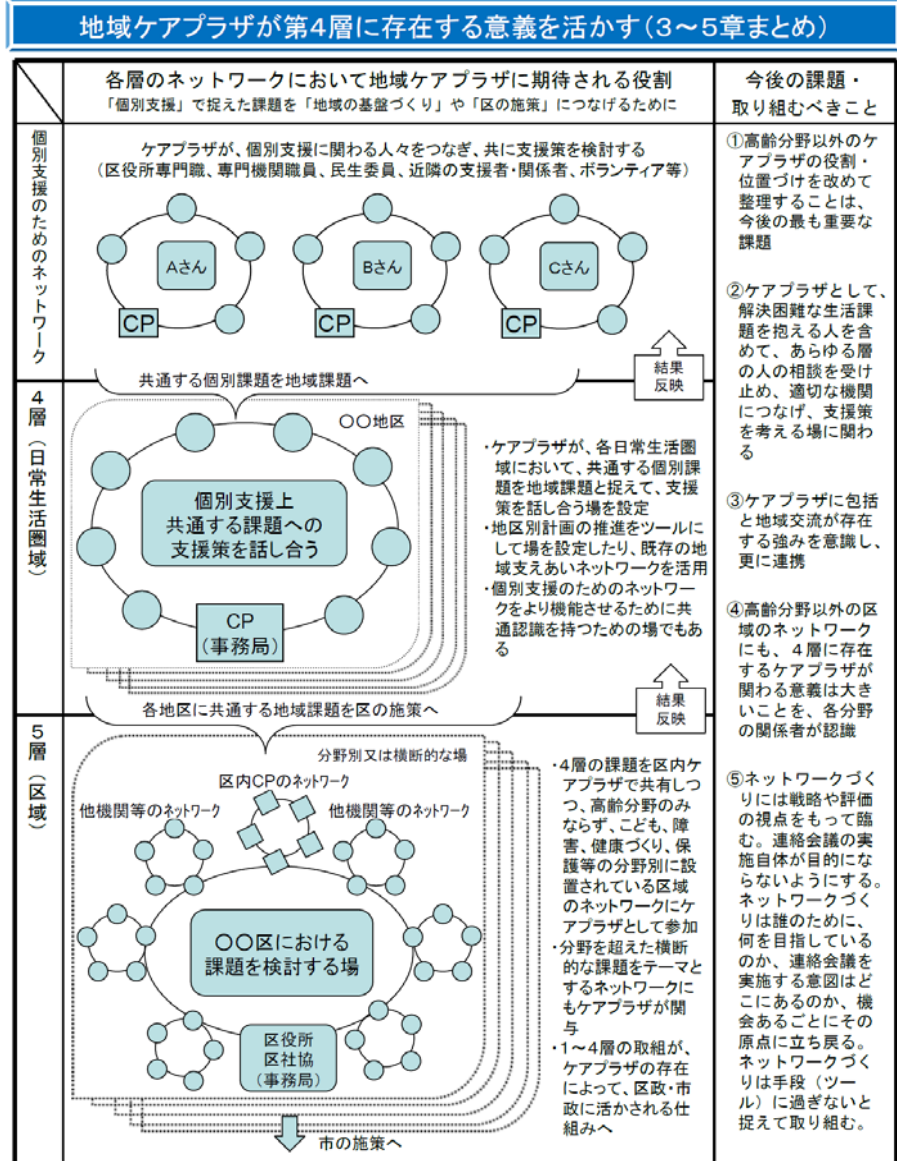 地域ケアプラザが第4層に存在する意義を活かす(3～5章まとめ)
各層のネットワークにおいて地域ケアプラザに期待される役割
「個別支援」で捉えた課題を「地域の基盤づくり」や「区の施策」につなげるために
今後の課題・
取り組むべきこと
個別支援のためのネットワーク
ケアプラザが、個別支援に関わる人々をつなぎ、共に支援策を検討する
(区役所専門職、専門機関職員、民生委員、近隣の支援者・関係者、ボランティア等)
Aさん
Bさん
Cさん
CP
CP
CP
結果
反映
共通する個別課題を地域課題へ
4層(日常生活圏域)
〇〇地区
個別支援上
共通する課題への
支援策を話し合う
CP
(事務局)
・ケアプラザが、各日常生活圏
域において、共通する個別課
題を地域課題と捉えて、支援
策を話し合う場を設定
・地区別計画の推進をツールに
して場を設定したり、既存の地
域支えあいネットワークを活用
・個別支援のためのネットワー
クをより機能させるために共
通認識を持つための場でもあ
る
結果
反映
各地区に共通する地域課題を区の施策へ
5層(区域)
分野別又は横断的な場
区内CPのネットワーク
他機関等のネットワーク
他機関等のネットワーク
〇〇区における
課題を検討する場
区役所
区社協
(事務局)
市の施策へ
・4層の課題を区内ケ
アプラザで共有しつ
つ、高齢分野のみ
ならず、こども、障
害、健康づくり、保
護等の分野別に設
置されている区域
のネットワークにケ
アプラザとして参加
・分野を超えた横断
的な課題をテーマと
するネットワークに
もケアプラザが関
与
・1～4層の取組が、
ケアプラザの存在
によって、区政・市
政に活かされる仕
組みへ
①高齢分野以外のケ
アプラザの役割・
位置づけを改めて
整理することは、
今後の最も重要な
課題
②ケアプラザとして、
解決困難な生活課
題を抱える人を含
めて、あらゆる層
の人の相談を受け
止め、適切な機関
につなげ、支援策
を考える場に関わ
る
③ケアプラザに包括
と地域交流が存在
する強みを意識し、
更に連携
④高齢分野以外の区
域のネットワーク
にも、4層に存在
するケアプラザが
関わる意義は大き
いことを、各分野
の関係者が認識
⑤ネットワークづく
りには戦略や評価
の視点をもって臨
む。連絡会議の実
施自体が目的にな
らないようにする。
ネットワークづく
りは誰のために、
何を目指している
のか、連絡会議を
実施する意図はど
こにあるのか、機
会あるごとにその
原点に立ち戻る。
ネットワークづく
りは手段(ツー
ル)に過ぎないと
捉えて取り組む。